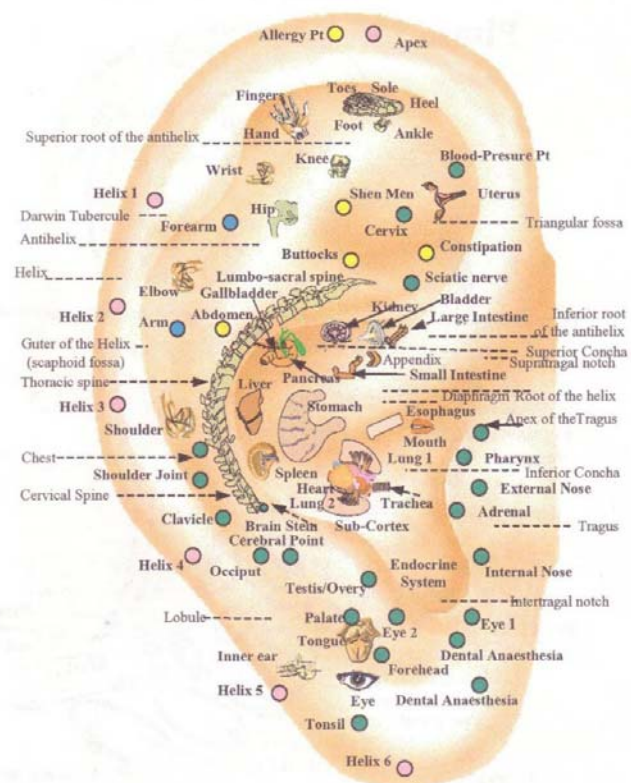 Allergy Pt
Apex
Toes Sole
Fingers
Heel
Hand
Foot
Ankle
Superior root of the antihelix
Knee
Blood-Presure Pt
Wrist
Helix 1
Shen Men
Uterus
Darwin Tubercule
Forearm
Hip
Cervix
Triangular fossa
Antihelix
Buttocks
Constipation
Helix
Elbow
Lumbo-sacral spine
Sciatic nerve
Gallbladder
Bladder
Helix 2
Arm
Abdomen
Kidney
Large Intestine
Inferior root
of the antihelix
Guter of the Helix
(scaphoid fossa)
Superior Concha
Appendix
Supratragal notch
Thoracic spine
Liver
Pancreas
Small Intestine
Diaphragm Root of the helix
Helix 3
Stomach
Esophagus
Apex of theTragus
Shoulder
Mouth
Chest
Lung 1
Pharynx
Shoulder Joint
Spleen
Inferior Concha
Heart
External Nose
Cervical Spine
Lung 2
Trachea
Adrenal
Clavicle
Brain Stem
Sub-Cortex
Tragus
Cerebral Point
Helix 4
Occiput
Endocrine
System
Internal Nose
Testis/Overy
Intertragal notch
Lobule
Palate
Eye 2
Eye 1
Tongue
Inner ear
Forehead
Dental Anaesthesia
Helix 5
Eye
Dental Anaesthesia
Tonsil
Helix 6